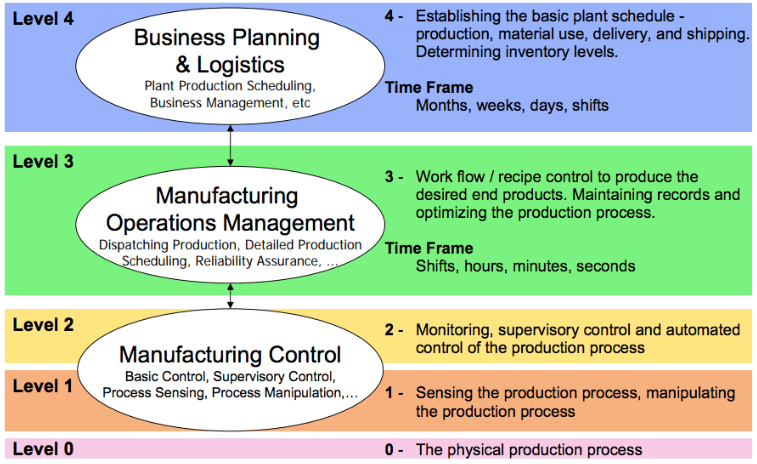 Level 4
Business Planning
& Logistics
Plant Production Scheduling,
Business Management, etc
4 - Establishing the basic plant schedule -
production, material use, delivery, and shipping.
Determining inventory levels.
Time Frame
Months, weeks, days, shifts
Level 3
Manufacturing
Operations Management
Dispatching Production, Detailed Production
Scheduling, Reliability Assurance, ...
3 - Work flow / recipe control to produce the
desired end products. Maintaining records and
optimizing the production process.
Time Frame
Shifts, hours, minutes, seconds
Level 2
Manufacturing Control
Basic Control, Supervisory Control,
Process Sensing, Process Manipulation,...
2 - Monitoring, supervisory control and automated
control of the production process
Level 1
1 - Sensing the production process, manipulating
the production process
Level 0
0 - The physical production process